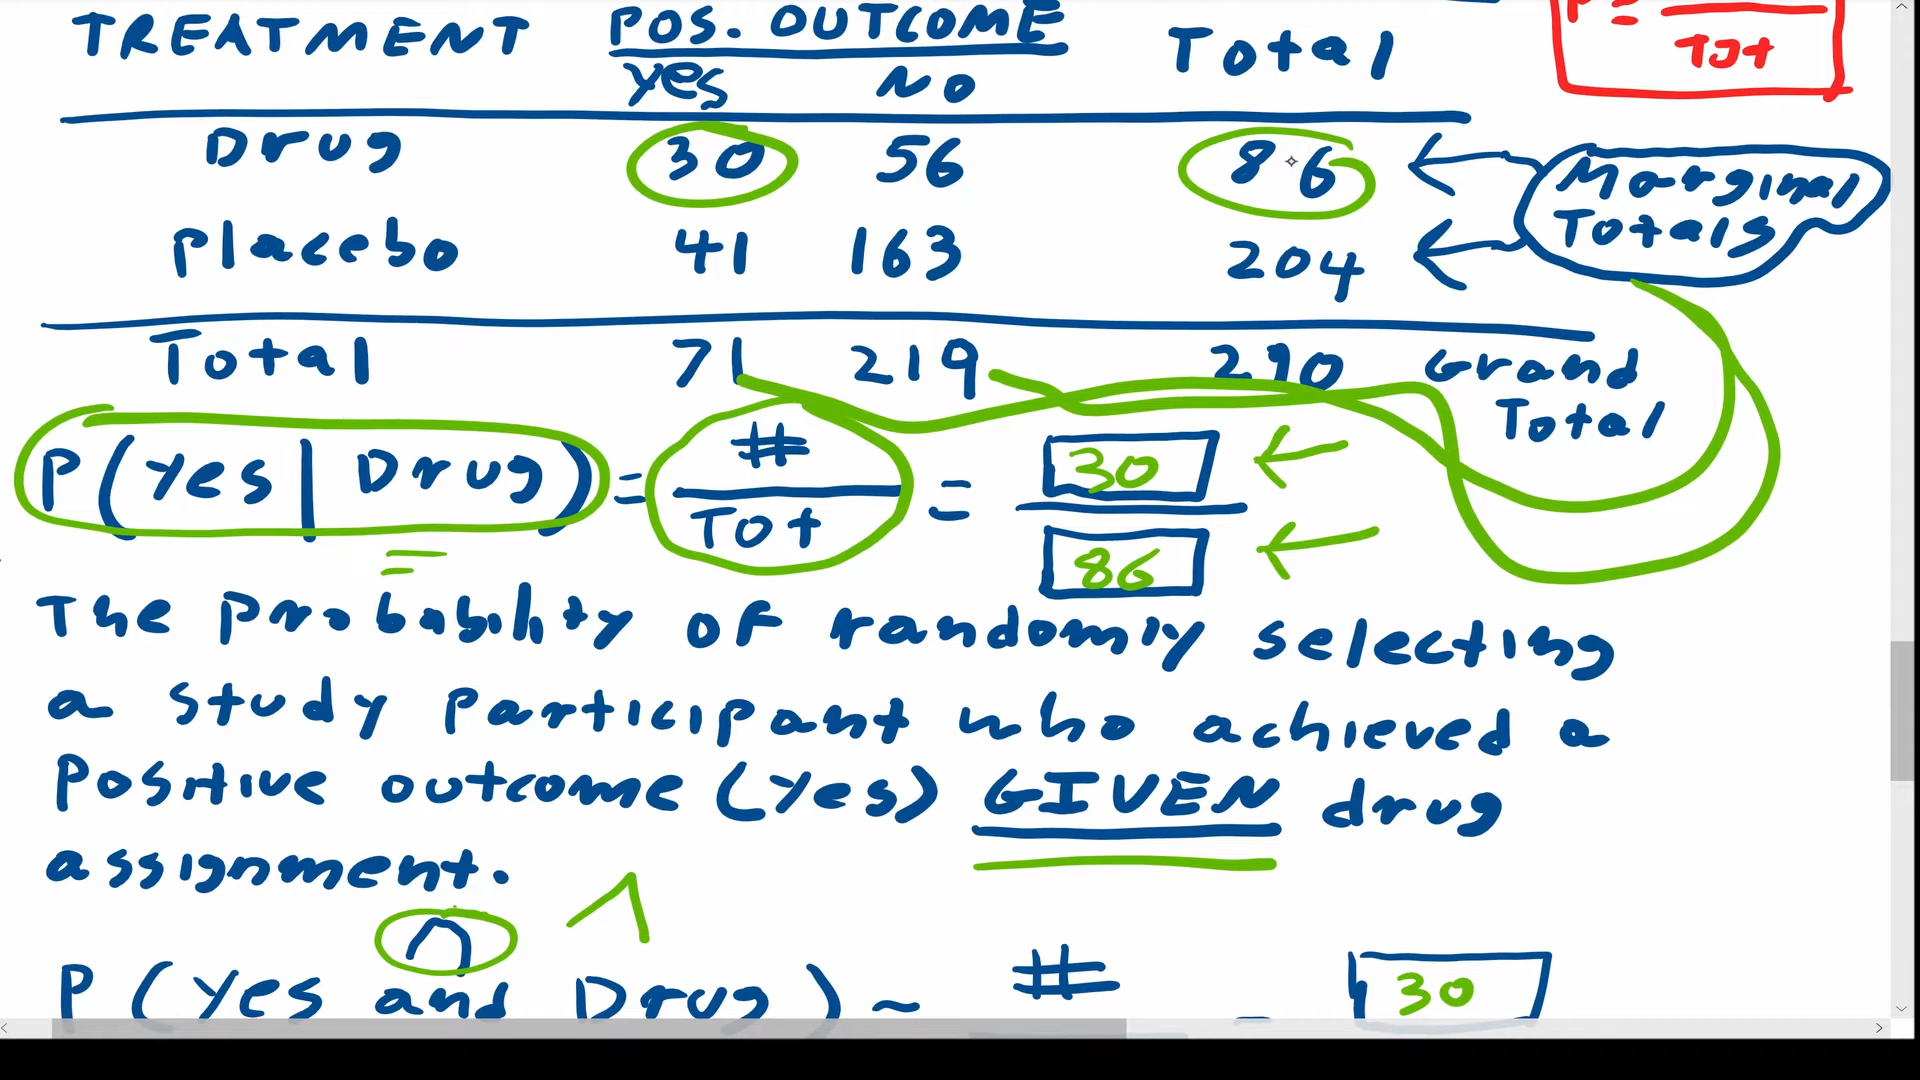 TREATMENT POS. OUTCOME Total
Yes No
P = 
Tot
Drug 30 56 86
Marginal
Totals
Placebo 41 163 204
Total 71 219 290 Grand
Total
P(Yes | Drug) = # / Tot = 30 / 86
The probability of randomly selecting
a study participant who achieved a
positive outcome (Yes) GIVEN drug
assignment.
∩ ^
P (Yes and Drug) ~ # - 30